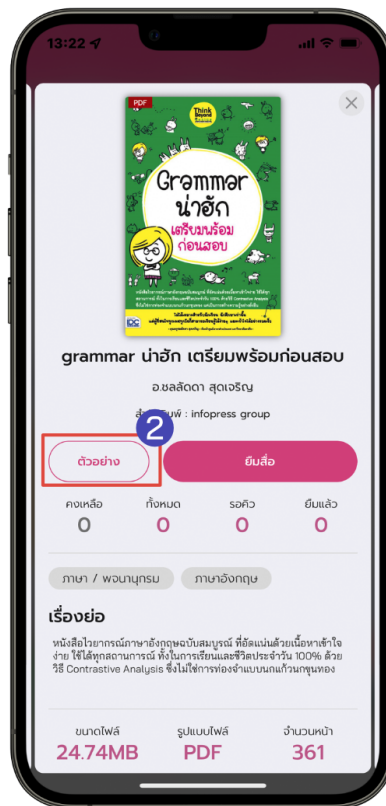 13:22
PDF
Think Beyond
Grammar
น่าฮัก
เตรียมพร้อม
ก่อนสอบ
IDC
grammar น่าฮัก เตรียมพร้อมก่อนสอบ
อ.ชลลัดดา สุดเจริญ
: infopress group
2
ตัวอย่าง
ยืมสื่อ
คงเหลือ ทั้งหมด รอคิว ยืมแล้ว
0 0 0 0
ภาษา / พจนานุกรม ภาษาอังกฤษ
เรื่องย่อ
หนังสือไวยากรณ์ภาษาอังกฤษฉบับสมบูรณ์ ที่อัดแน่นด้วยเนื้อหาเข้าใจ
ง่าย ใช้ได้ทุกสถานการณ์ ทั้งในการเรียนและชีวิตประจำวัน 100% ด้วย
วิธี Contrastive Analysis ซึ่งไม่ใช่การท่องจำแบบนกแก้วนกขุนทอง
ขนาดไฟล์ รูปแบบไฟล์ จำนวนหน้า
24.74MB PDF 361